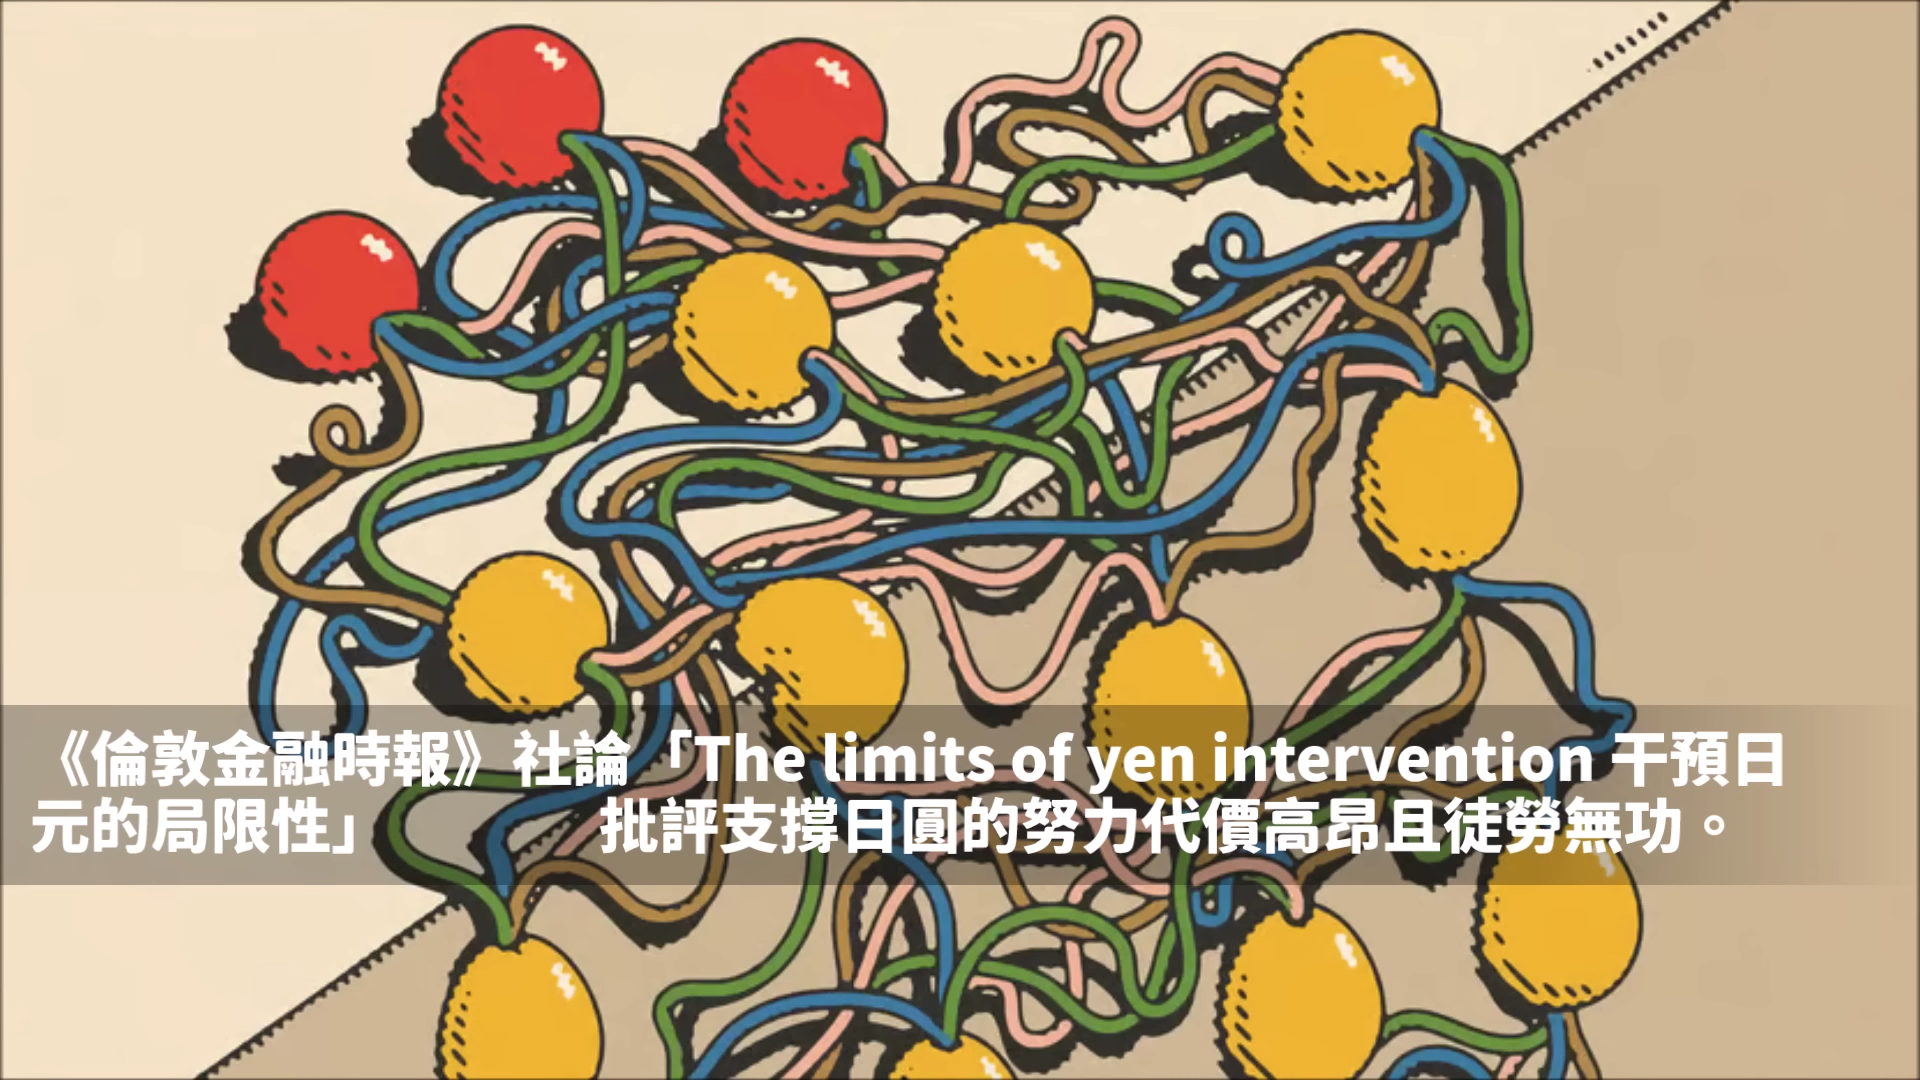 《倫敦金融時報》社論「The limits of yen intervention 干預日
元的局限性」 批評支撐日圓的努力代價高昂且徒勞無功。